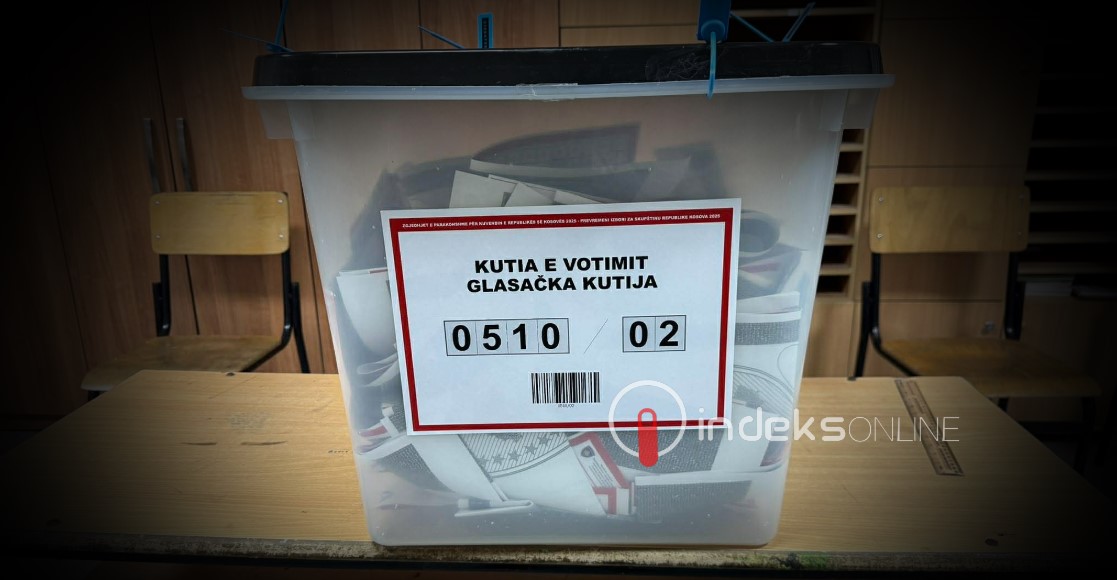 ZGJEDHJET E PARAKOHSHME PËR KUVENDIN E REPUBLIKËS SË KOSOVËS 2025 - PREVREMENI IZBORI ZA SKUPŠTINU REPUBLIKE KOSOVA 2025
KUTIA E VOTIMIT
GLASAČKA KUTIJA
0510 / 02
indeksONLINE